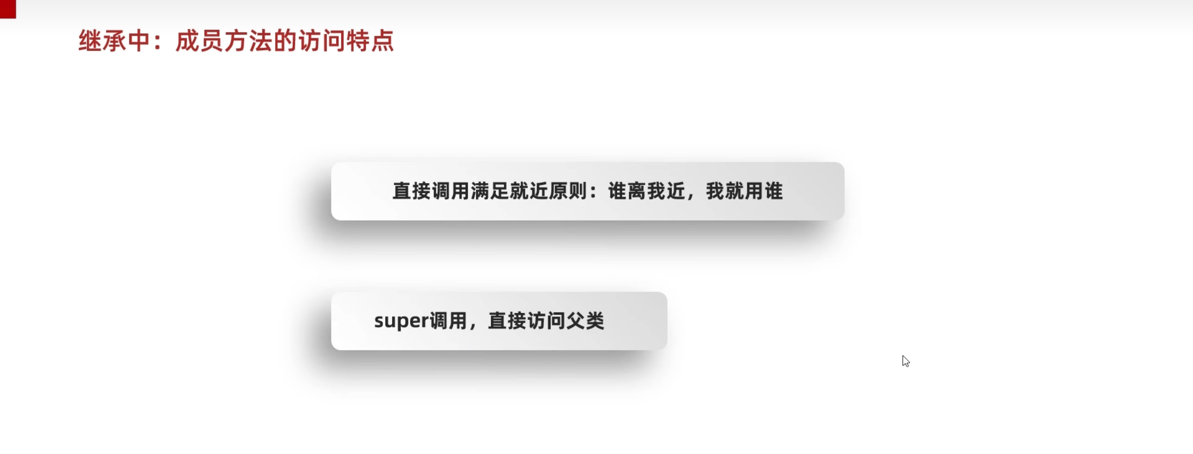 继承中：成员方法的访问特点
直接调用满足就近原则：谁离我近，我就用谁
super调用，直接访问父类